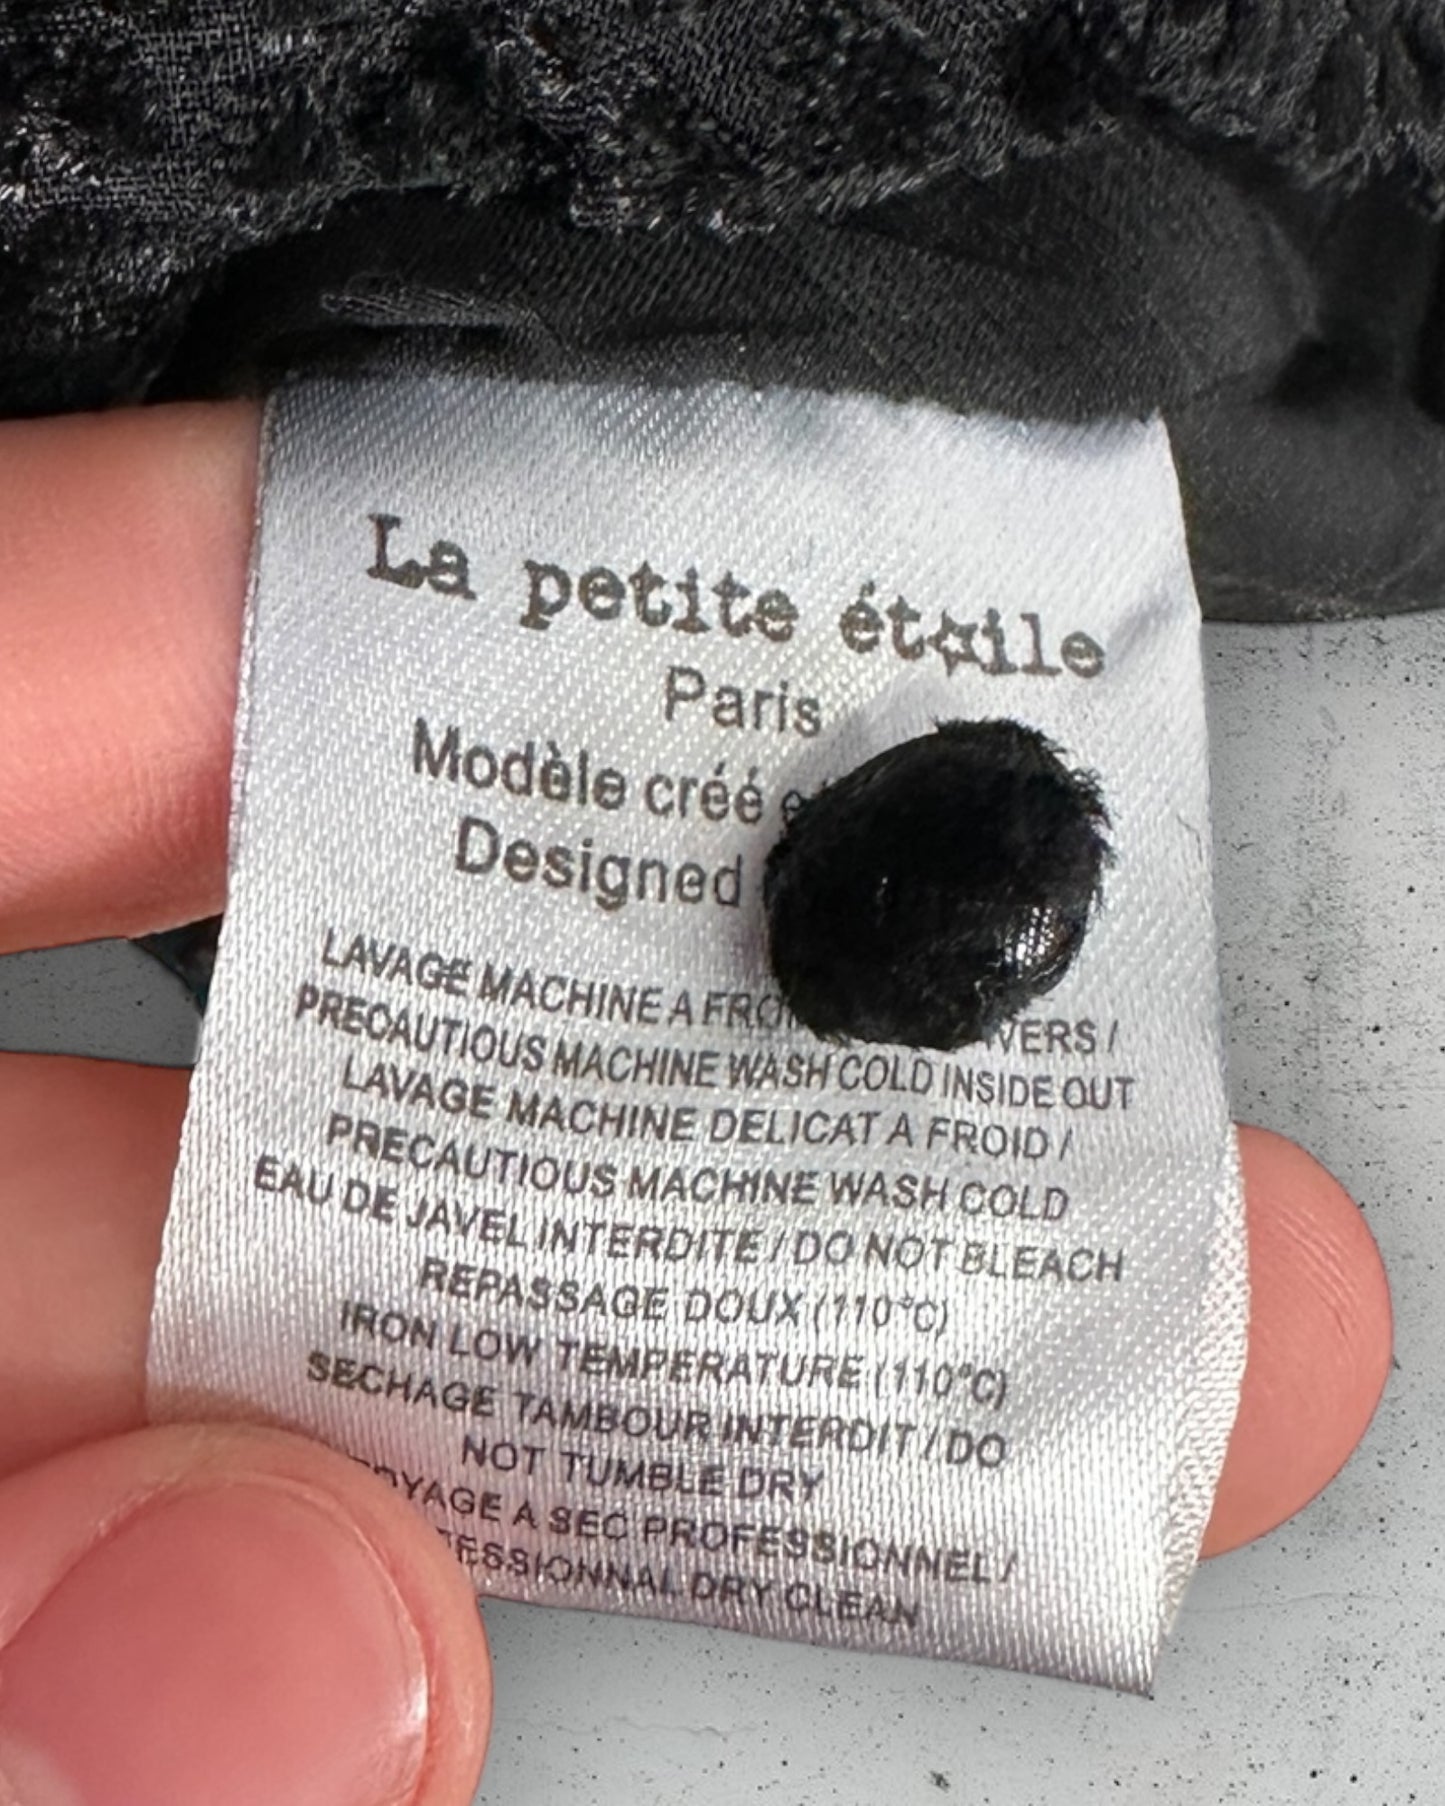 La petite étoile
Paris
Modèle créé
Designed
LAVAGE MACHINE A
PRECAUTIOUS MACHINE WASH COLD INSIDE OUT
LAVAGE MACHINE DELICAT A FROID /
PRECAUTIOUS MACHINE WASH COLD
EAU DE JAVEL INTERDITE / DO NOT BLEACH
REPASSAGE DOUX (110°C)
IRON LOW TEMPERATURE (110°C)
SECHAGE TAMBOUR INTERDIT / DO
NOT TUMBLE DRY
A SEC PROFESSIONNEL /
DRY CLEAN